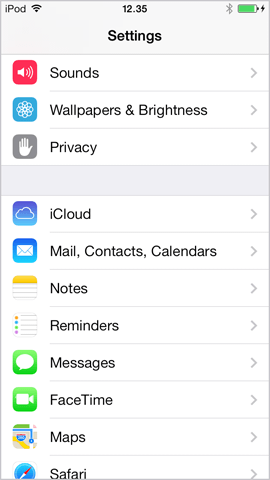 iPod 12.35
Settings
Sounds
Wallpapers & Brightness
Privacy
iCloud
Mail, Contacts, Calendars
Notes
Reminders
Messages
FaceTime
Maps
Safari